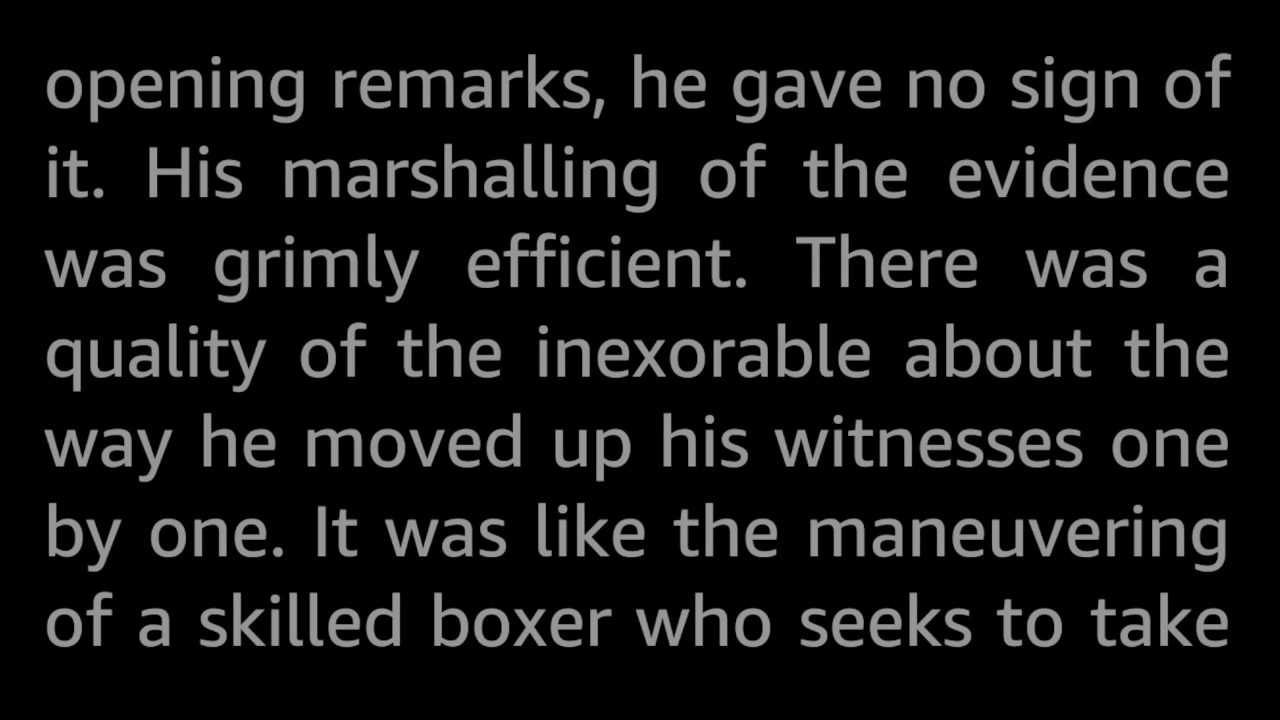 opening remarks, he gave no sign of
it. His marshalling of the evidence
was grimly efficient. There was a
quality of the inexorable about the
way he moved up his witnesses one
by one. It was like the maneuvering
of a skilled boxer who seeks to take